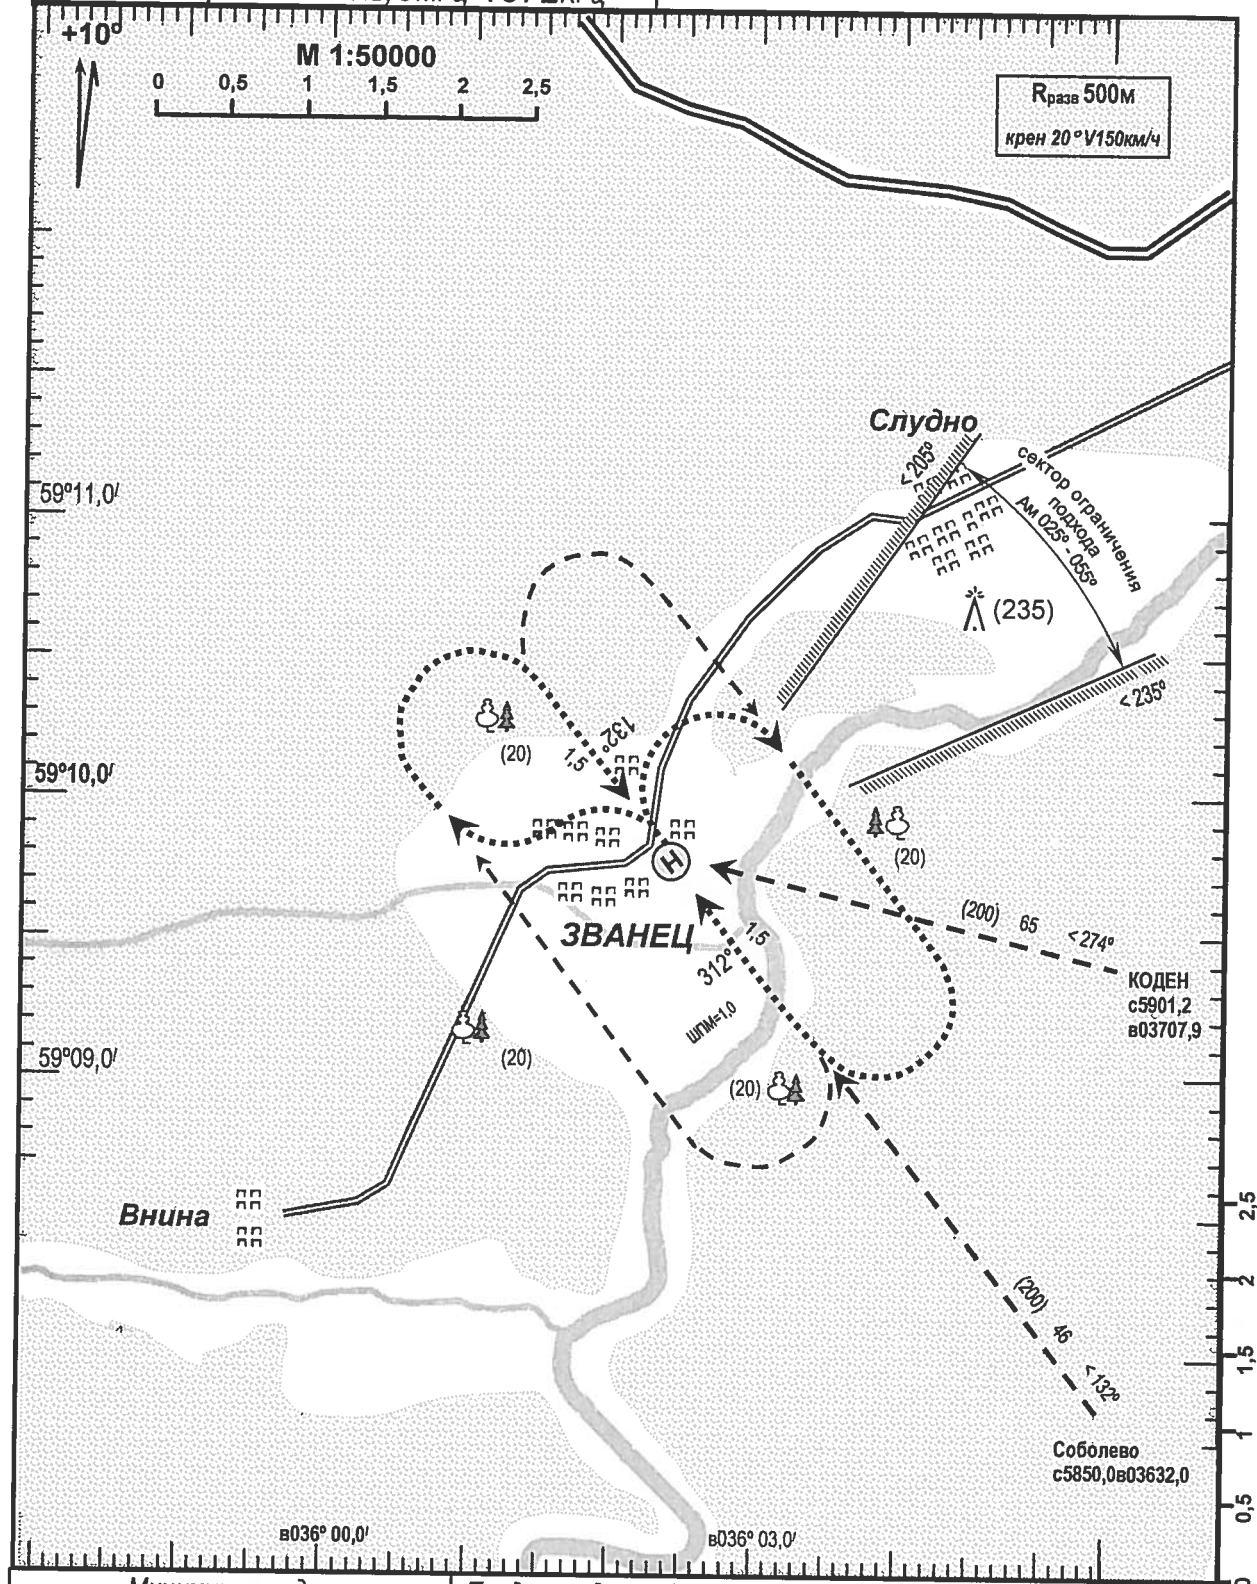 +10°
М 1:50000
0 0,5 1 1,5 2 2,5
Rразв 500м
крен 20° V150км/ч
Слудно
<205°
сектор ограничения
подхода
Ам 025° - 055°
59°11,0'
(235)
<235°
132°
1,5
(20)
59°10,0'
(20)
Н
(200) 65 <274°
ЗВАНЕЦ
1,5
312°
КОДЕН
с5901,2
в03707,9
ШПМ=1,0
59°09,0'
(20)
(20)
Внина
(200) 46 <132°
2,5
2
1,5
1
0,5
Соболево
с5850,0в03632,0
в036° 00,0'
в036° 03,0'